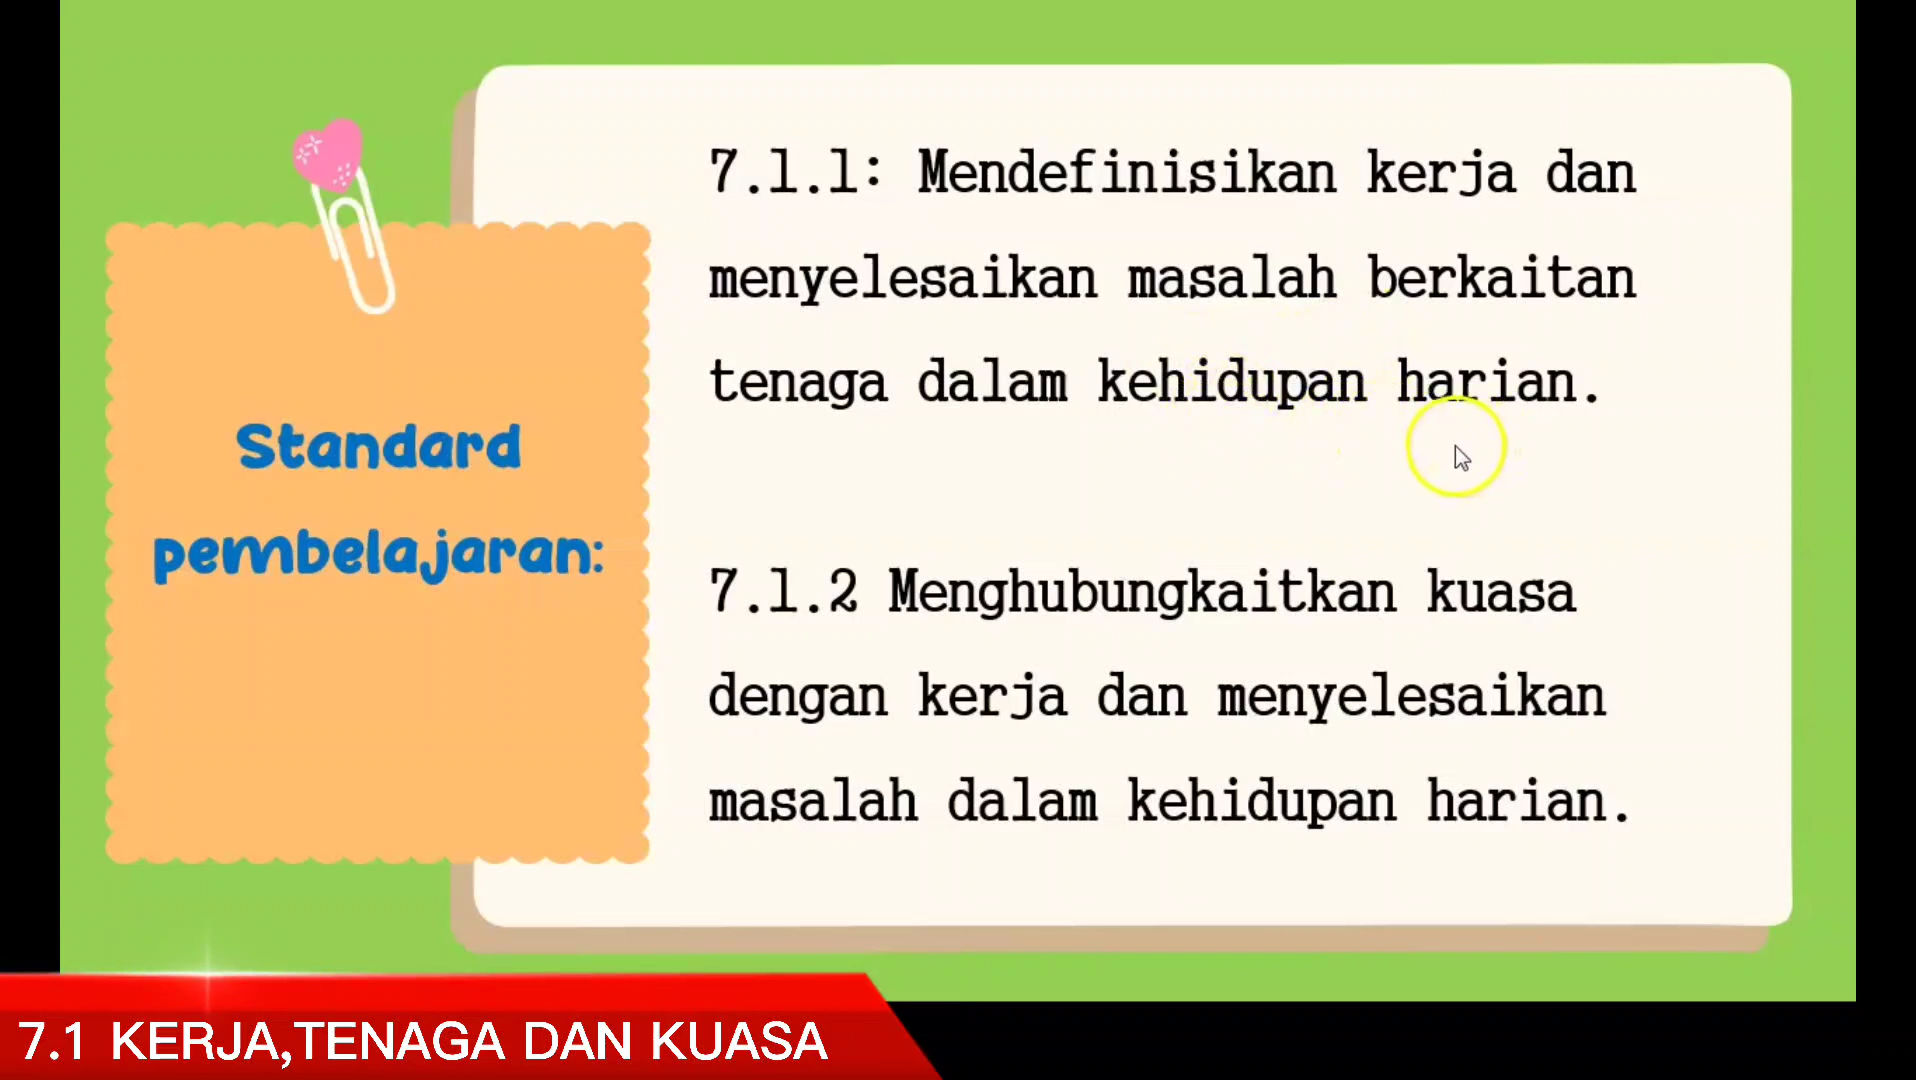 Standard
pembelajaran:
7.1.1: Mendefinisikan kerja dan
menyelesaikan masalah berkaitan
tenaga dalam kehidupan harian.
7.1.2 Menghubungkaitkan kuasa
dengan kerja dan menyelesaikan
masalah dalam kehidupan harian.
7.1 KERJA,TENAGA DAN KUASA